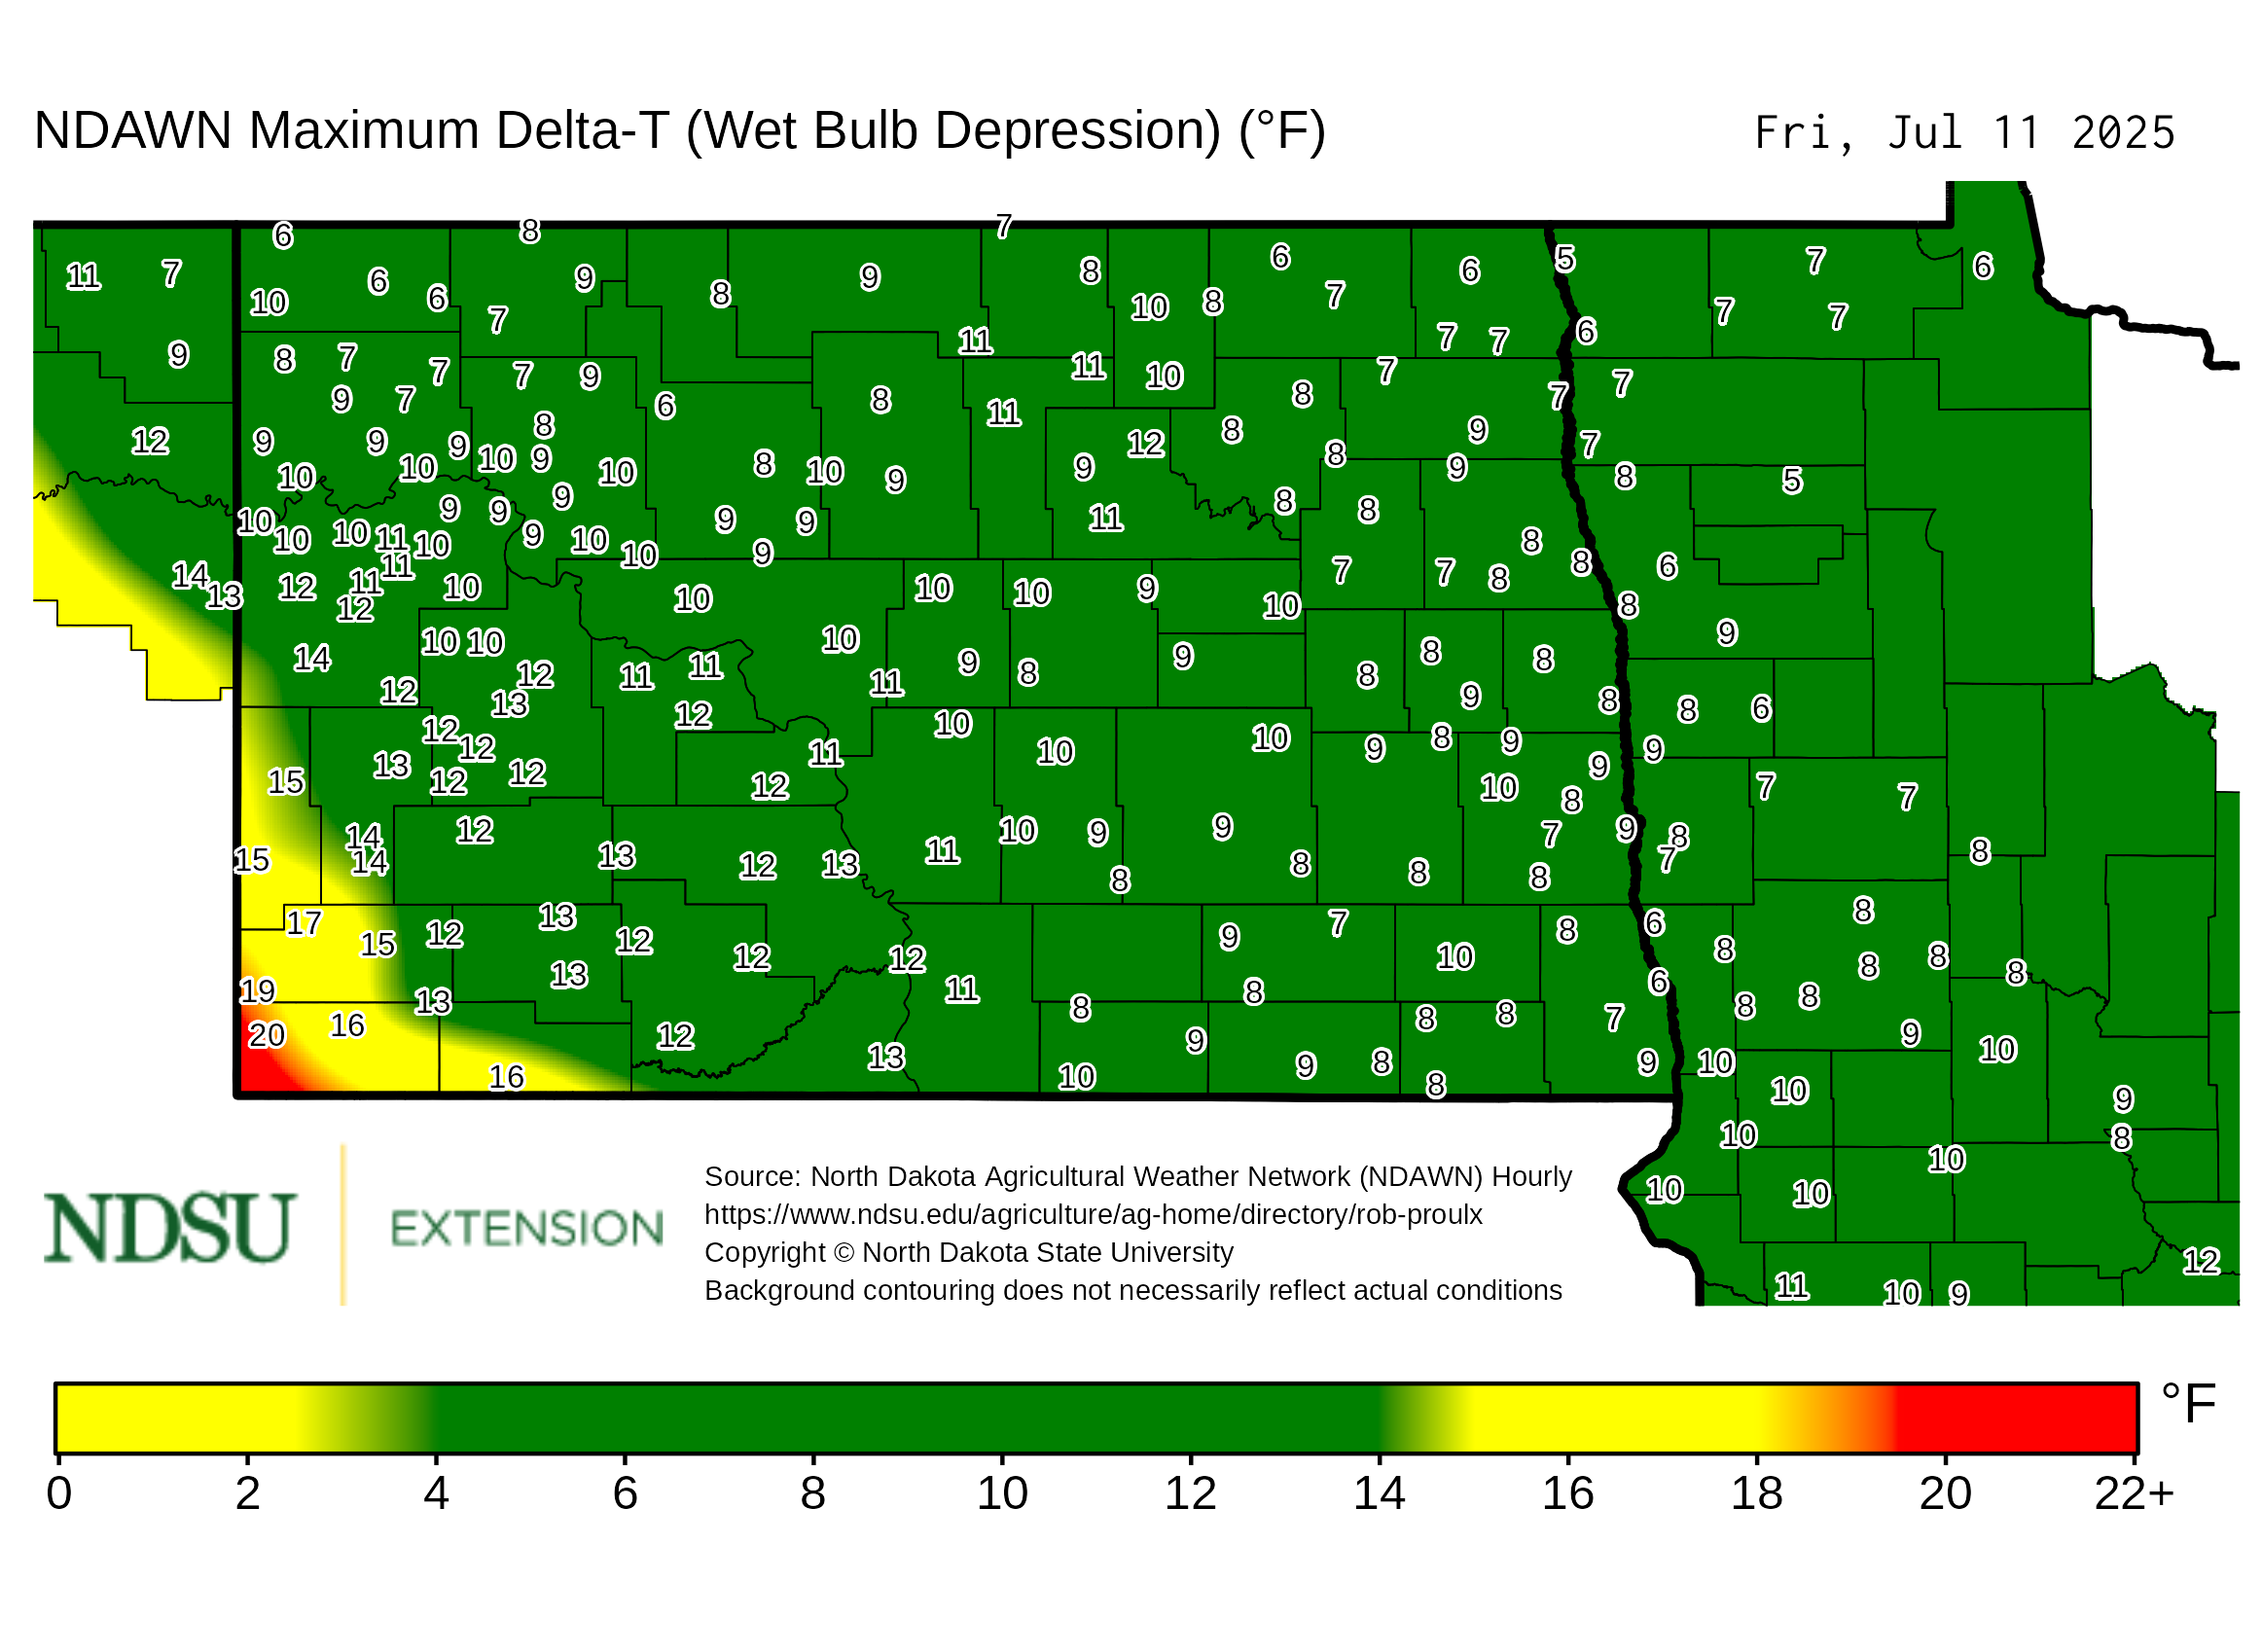 NDAWN Maximum Delta-T (Wet Bulb Depression) (°F)
Fri, Jul 11 2025
6 8 7
11 7 6 6 9 8 9 8 6 6 5 7 6
10 7 10 8 7 7 7
9 8 7 7 7 9 11 11 10 7 7 6 7
9 7 6 8 11 8 7 7
12 9 9 9 8 12 8 9 7
10 10 10 9 10 8 10 9 9 8 9 8 5
10 9 9 9 9 9 11 8 8
10 10 11 10 9 10 10 9 8 8
14 13 12 11 11 12 10 10 10 10 9 10 7 7 8 6 8
14 10 10 12 11 11 10 9 8 9 8 8 9
12 13 12 11 9 8 8 6
12 12 10 10 10 9 8 9 9
15 13 12 12 12 11 10 9 8 7 7
15 14 14 12 13 12 13 11 10 9 9 8 7 9 8 7 8
8 8 8
17 15 12 13 12 9 7 8 6 8
13 12 12 10 8 8 8
19 13 11 8 8 6 8 8
20 16 12 13 9 8 8 7 9
16 10 9 8 8 9 10 10 10
9
10 8
10 10 10
12
11 10 9
NDSU EXTENSION
Source: North Dakota Agricultural Weather Network (NDAWN) Hourly
https://www.ndsu.edu/agriculture/ag-home/directory/rob-proulx
Copyright © North Dakota State University
Background contouring does not necessarily reflect actual conditions
°F
0 2 4 6 8 10 12 14 16 18 20 22+